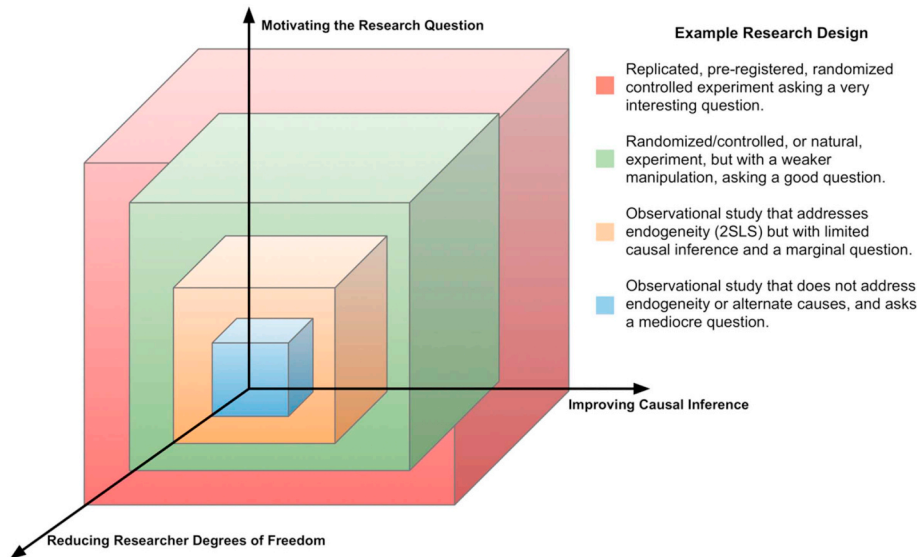 Motivating the Research Question
Example Research Design
Replicated, pre-registered, randomized
controlled experiment asking a very
interesting question.
Randomized/controlled, or natural,
experiment, but with a weaker
manipulation, asking a good question.
Observational study that addresses
endogeneity (2SLS) but with limited
causal inference and a marginal question.
Observational study that does not address
endogeneity or alternate causes, and asks
a mediocre question.
Improving Causal Inference
Reducing Researcher Degrees of Freedom